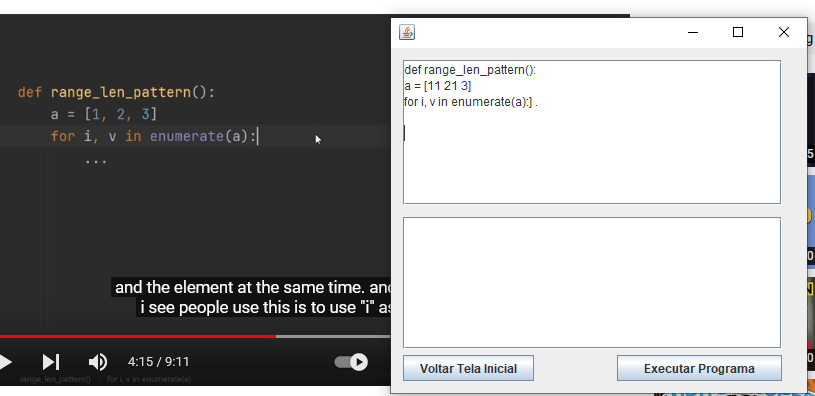 def range_len_pattern():
a = [1, 2, 3]
for i, v in enumerate(a):
...
and the element at the same time. and
i see people use this is to use "i" as
4:15 / 9:11
range_len_pattern()
for i, v in enumerate(a)
def range_len_pattern():
a = [11 21 3]
for i, v in enumerate(a):] .
Voltar Tela Inicial
Executar Programa